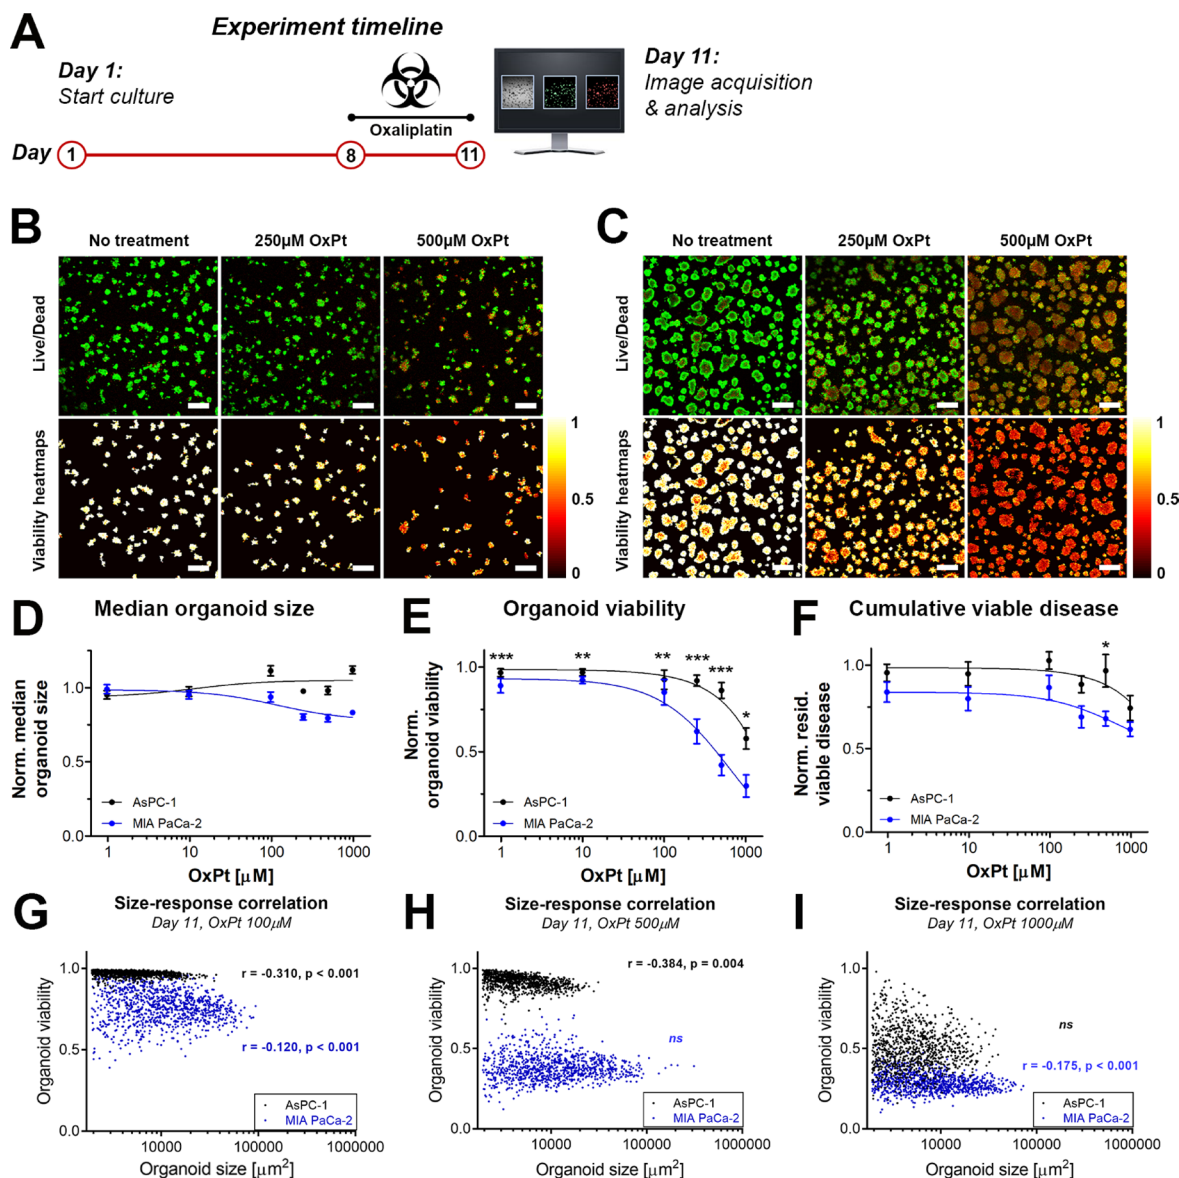 A
Experiment timeline
Day 1:
Start culture
Oxaliplatin
Day 11:
Image acquisition
& analysis
Day
1
8
11
B
No treatment
250µM OxPt
500µM OxPt
Live/Dead
Viability heatmaps
1
0.5
0
C
No treatment
250µM OxPt
500µM OxPt
Live/Dead
Viability heatmaps
1
0.5
0
D
Median organoid size
Norm. median
organoid size
1.0
0.5
0.0
AsPC-1
MIA PaCa-2
1
10
100
1000
OxPt [µM]
E
Organoid viability
Norm.
organoid viability
1.0
0.5
0.0
***
**
**
***
***
*
AsPC-1
MIA PaCa-2
1
10
100
1000
OxPt [µM]
F
Cumulative viable disease
Norm. resid.
viable disease
1.0
0.5
0.0
*
AsPC-1
MIA PaCa-2
1
10
100
1000
OxPt [µM]
G
Size-response correlation
Day 11, OxPt 100µM
Organoid viability
1.0
0.5
0.0
r = -0.310, p < 0.001
r = -0.120, p < 0.001
AsPC-1
MIA PaCa-2
10000
100000
1000000
Organoid size [µm²]
H
Size-response correlation
Day 11, OxPt 500µM
Organoid viability
1.0
0.5
0.0
r = -0.384, p = 0.004
ns
AsPC-1
MIA PaCa-2
10000
100000
1000000
Organoid size [µm²]
I
Size-response correlation
Day 11, OxPt 1000µM
Organoid viability
1.0
0.5
0.0
ns
r = -0.175, p < 0.001
AsPC-1
MIA PaCa-2
10000
100000
1000000
Organoid size [µm²]